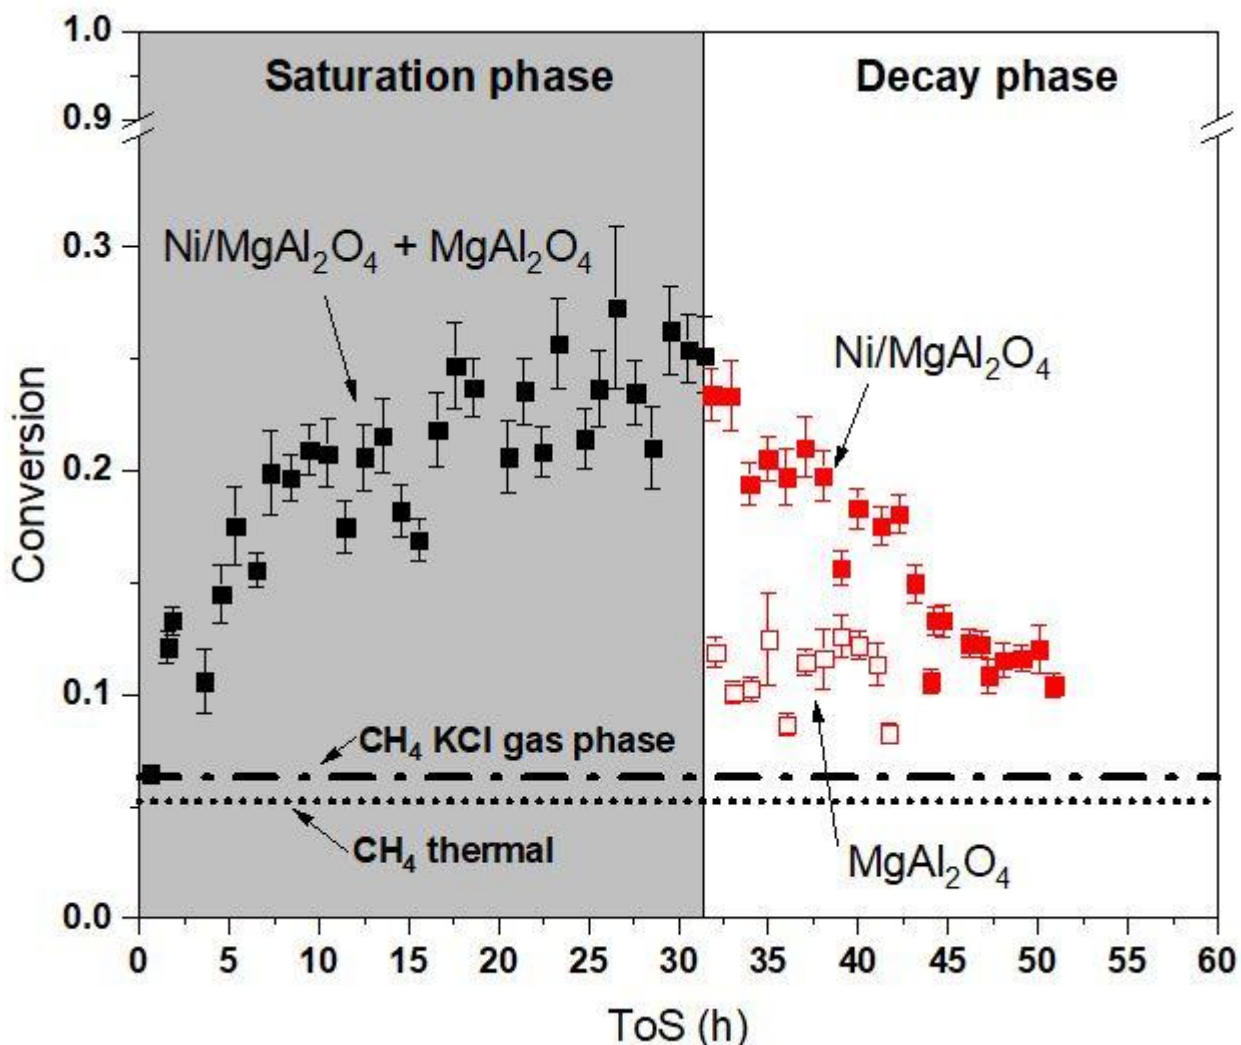 Saturation phase
Decay phase
1.0
0.9
0.3
0.2
0.1
0.0
Conversion
Ni/MgAl₂O₄ + MgAl₂O₄
Ni/MgAl₂O₄
CH₄ KCl gas phase
CH₄ thermal
MgAl₂O₄
0 5 10 15 20 25 30 35 40 45 50 55 60
ToS (h)